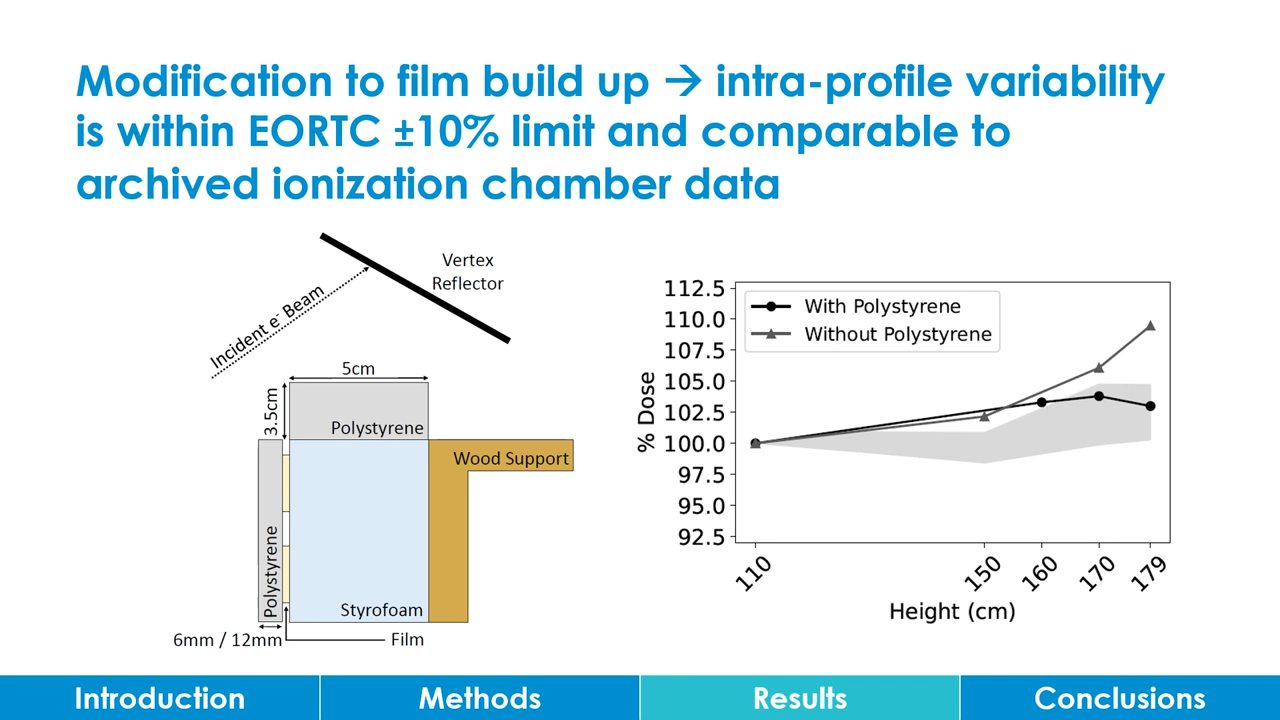 Modification to film build up → intra-profile variability
is within EORTC ±10% limit and comparable to
archived ionization chamber data
Vertex
Reflector
Incident e⁻ Beam
5cm
3.5cm
Polystyrene
Wood Support
Polystyrene
Styrofoam
6mm / 12mm
Film
112.5
110.0
107.5
105.0
102.5
100.0
97.5
95.0
92.5
% Dose
With Polystyrene
Without Polystyrene
110
150
160
170
179
Height (cm)
Introduction
Methods
Results
Conclusions